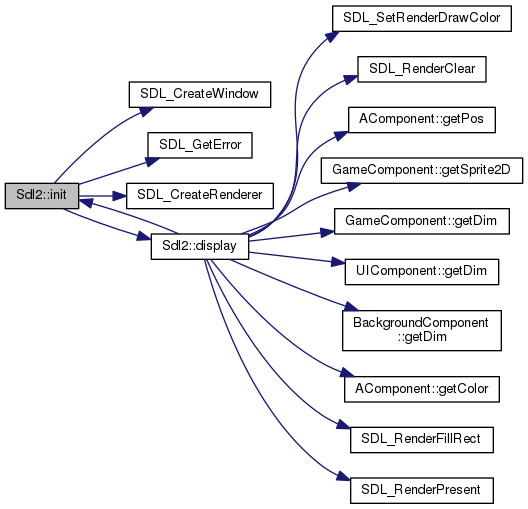 Sdl2::init
SDL_CreateWindow
SDL_GetError
SDL_CreateRenderer
Sdl2::display
SDL_SetRenderDrawColor
SDL_RenderClear
AComponent::getPos
GameComponent::getSprite2D
GameComponent::getDim
UIComponent::getDim
BackgroundComponent
::getDim
AComponent::getColor
SDL_RenderFillRect
SDL_RenderPresent